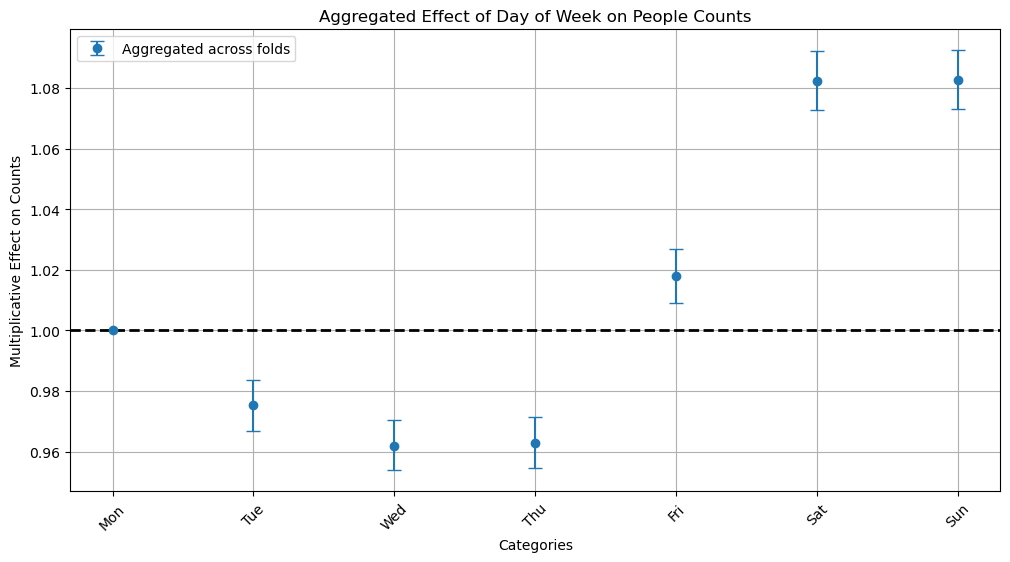 Aggregated Effect of Day of Week on People Counts
Aggregated across folds
Multiplicative Effect on Counts
1.08
1.06
1.04
1.02
1.00
0.98
0.96
Mon
Tue
Wed
Thu
Fri
Sat
Sun
Categories